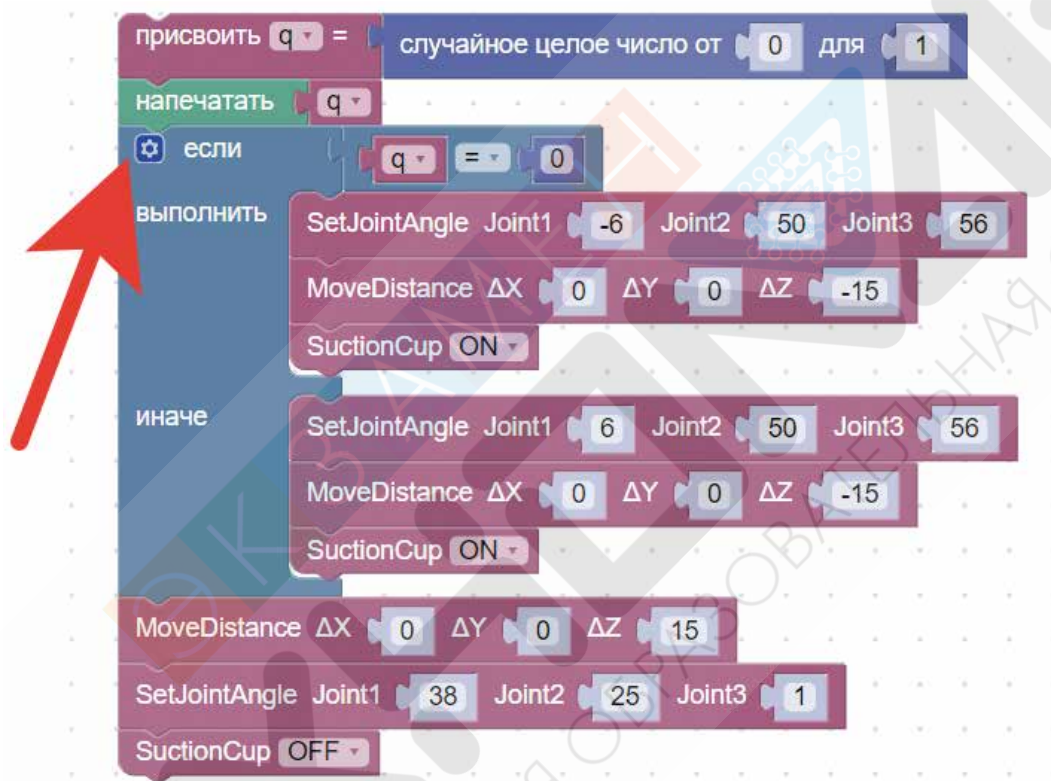 присвоить q = случайное целое число от 0 для 1
напечатать q
если q = 0
выполнить SetJointAngle Joint1 -6 Joint2 50 Joint3 56
MoveDistance ΔX 0 ΔY 0 ΔZ -15
SuctionCup ON
иначе SetJointAngle Joint1 6 Joint2 50 Joint3 56
MoveDistance ΔX 0 ΔY 0 ΔZ -15
SuctionCup ON
MoveDistance ΔX 0 ΔY 0 ΔZ 15
SetJointAngle Joint1 38 Joint2 25 Joint3 1
SuctionCup OFF